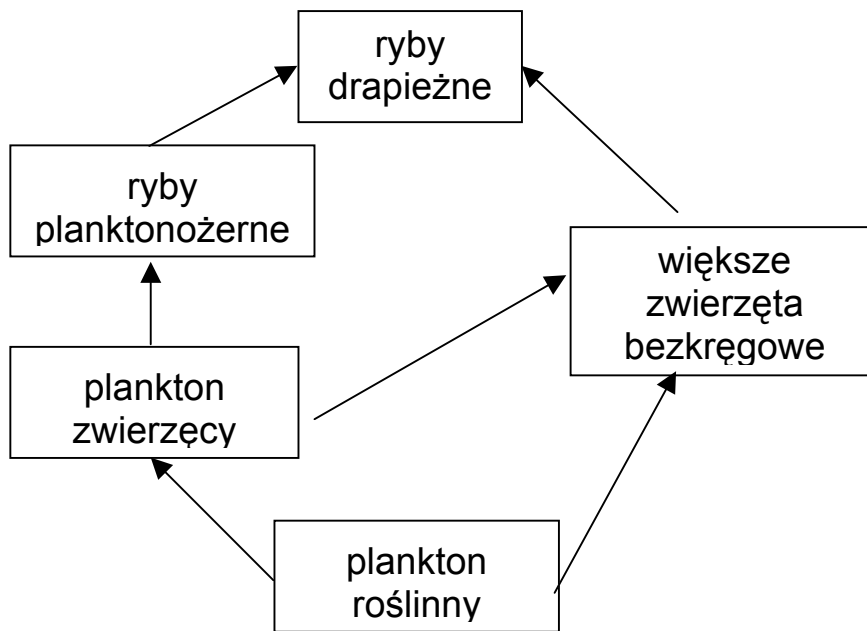 ryby
drapieżne
ryby
planktonożerne
większe
zwierzęta
bezkręgowe
plankton
zwierzęcy
plankton
roślinny